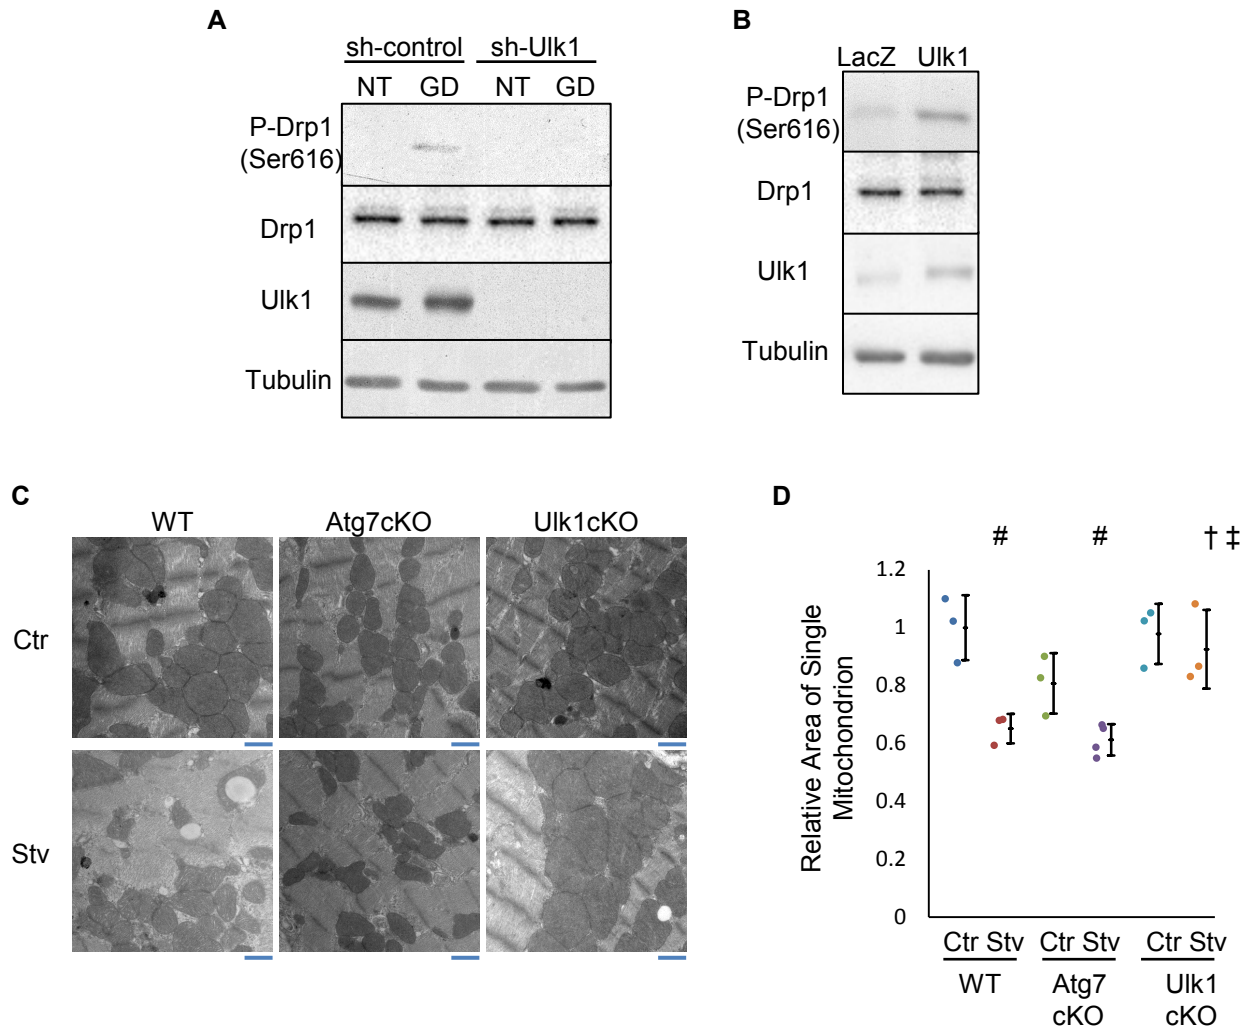 A
sh-control sh-Ulk1
NT GD NT GD
P-Drp1
(Ser616)
Drp1
Ulk1
Tubulin
B
LacZ Ulk1
P-Drp1
(Ser616)
Drp1
Ulk1
Tubulin
C
WT Atg7cKO Ulk1cKO
Ctr
Stv
D
# # † ‡
Relative Area of Single
Mitochondrion
1.2
1
0.8
0.6
0.4
0.2
0
Ctr Stv Ctr Stv Ctr Stv
WT Atg7 Ulk1
cKO cKO